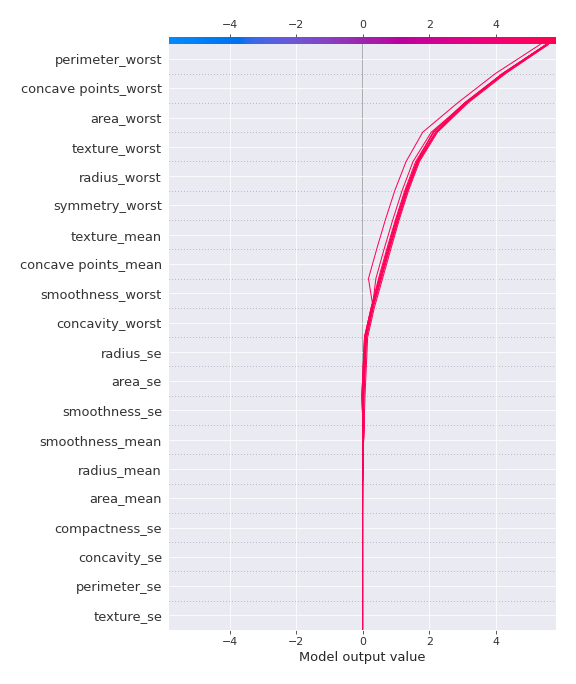 −4 −2 0 2 4
perimeter_worst
concave points_worst
area_worst
texture_worst
radius_worst
symmetry_worst
texture_mean
concave points_mean
smoothness_worst
concavity_worst
radius_se
area_se
smoothness_se
smoothness_mean
radius_mean
area_mean
compactness_se
concavity_se
perimeter_se
texture_se
−4 −2 0 2 4
Model output value